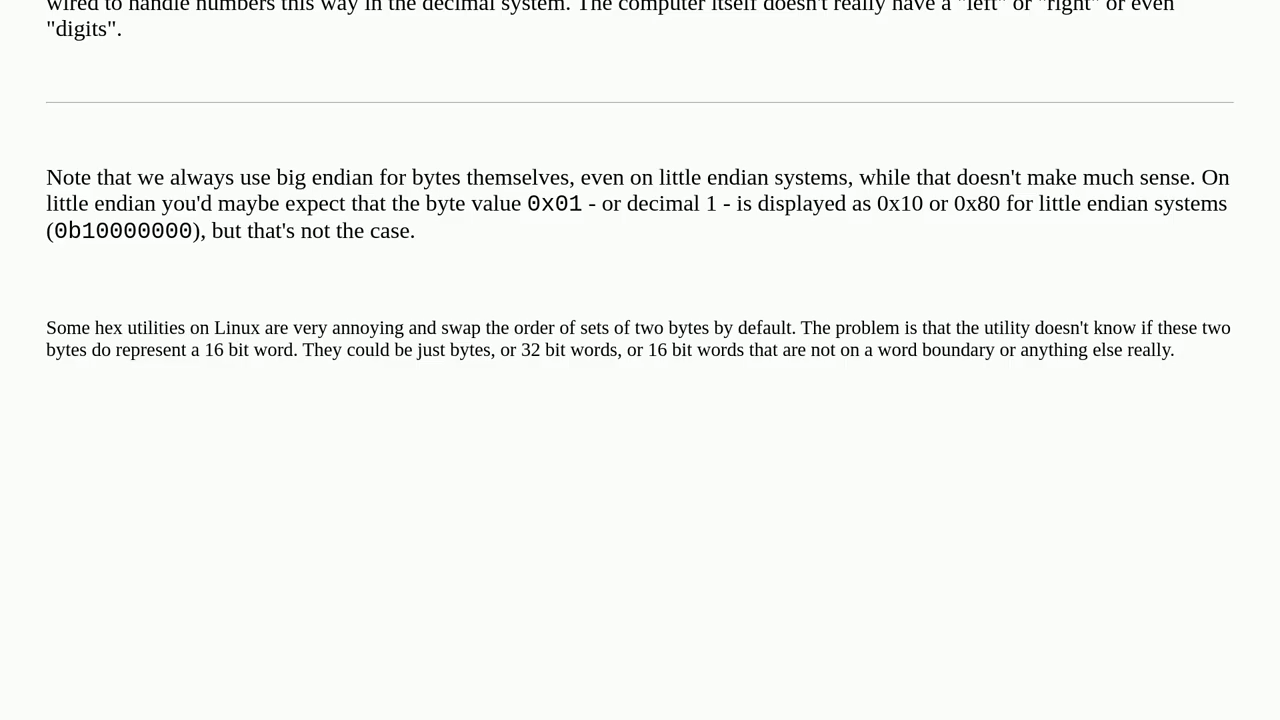 wired to handle numbers this way in the decimal system. The computer itself doesn't really have a "left" or "right" or even
"digits".
Note that we always use big endian for bytes themselves, even on little endian systems, while that doesn't make much sense. On
little endian you'd maybe expect that the byte value 0x01 - or decimal 1 - is displayed as 0x10 or 0x80 for little endian systems
(0b10000000), but that's not the case.
Some hex utilities on Linux are very annoying and swap the order of sets of two bytes by default. The problem is that the utility doesn't know if these two
bytes do represent a 16 bit word. They could be just bytes, or 32 bit words, or 16 bit words that are not on a word boundary or anything else really.